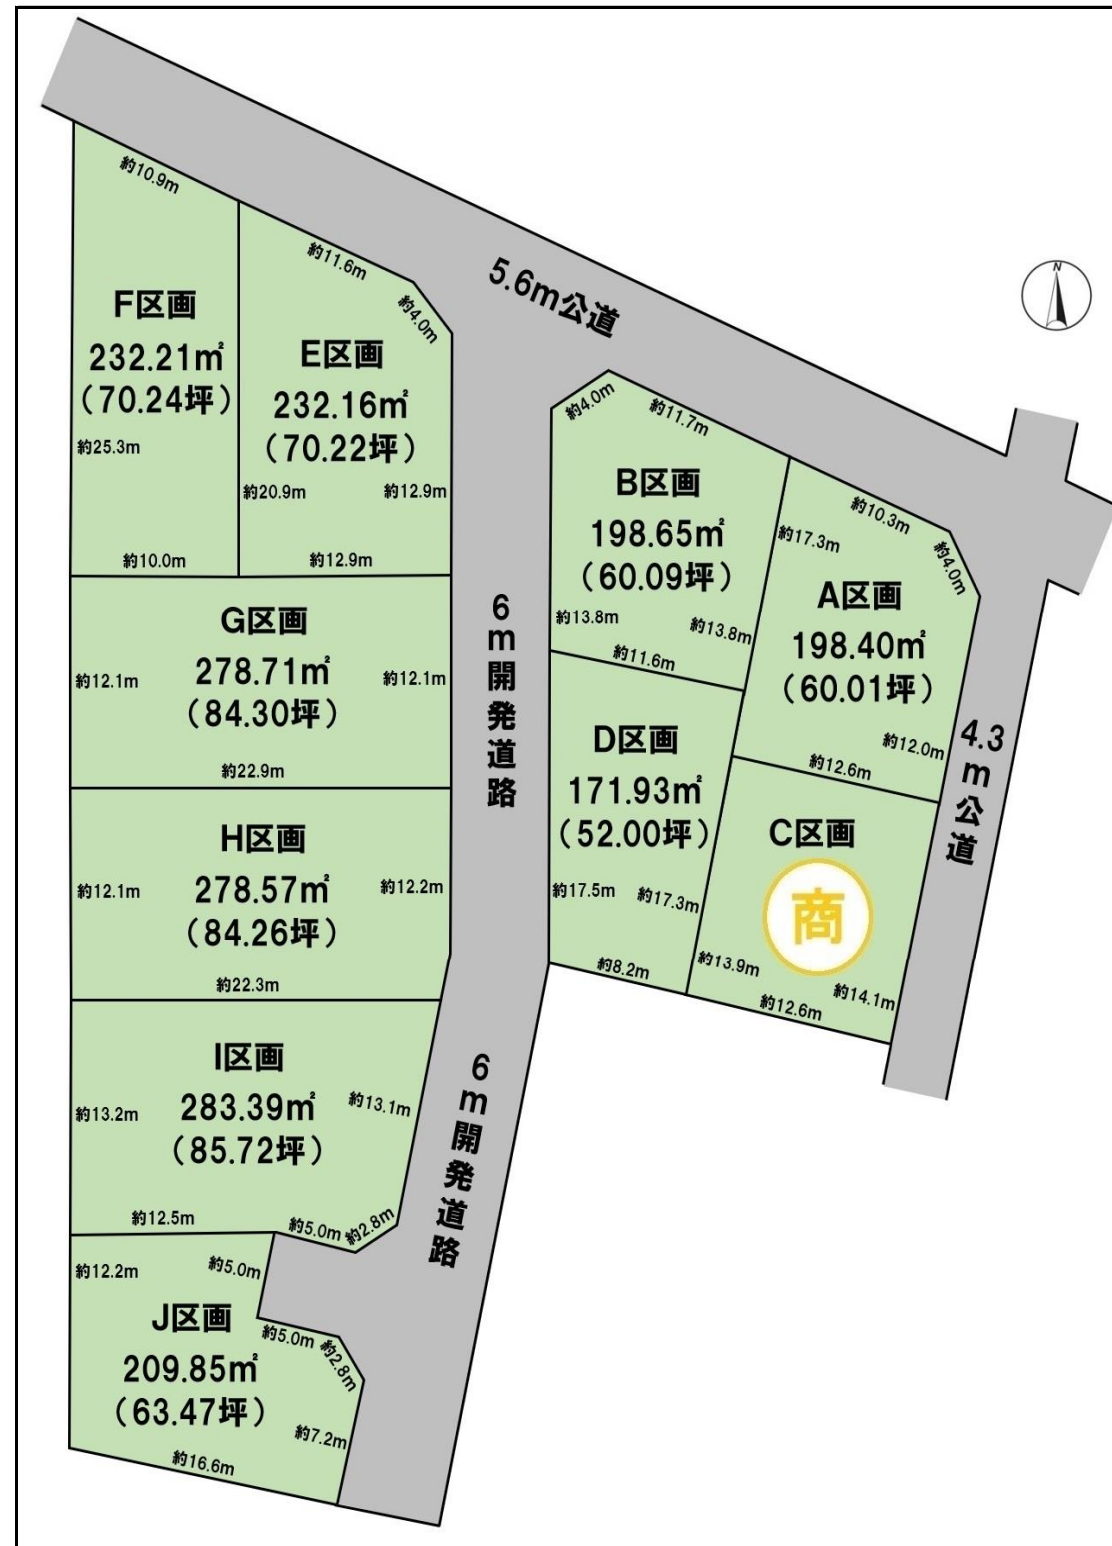 5.6m公道
N
約10.9m
F区画
232.21㎡
（70.24坪）
約25.3m
約10.0m
約11.6m
約4.0m
E区画
232.16㎡
（70.22坪）
約20.9m
約12.9m
約12.9m
約4.0m
約11.7m
B区画
198.65㎡
（60.09坪）
約13.8m
約13.8m
約11.6m
約10.3m
約4.0m
約17.3m
A区画
198.40㎡
（60.01坪）
約12.0m
約12.6m
4.3m公道
6m開発道路
G区画
278.71㎡
（84.30坪）
約12.1m
約12.1m
約22.9m
D区画
171.93㎡
（52.00坪）
約17.5m
約17.3m
約8.2m
C区画
商
約13.9m
約14.1m
約12.6m
H区画
278.57㎡
（84.26坪）
約12.1m
約12.2m
約22.3m
I区画
283.39㎡
（85.72坪）
約13.2m
約13.1m
約12.5m
約5.0m
約2.8m
6m開発道路
約12.2m
約5.0m
J区画
209.85㎡
（63.47坪）
約5.0m
約2.8m
約7.2m
約16.6m